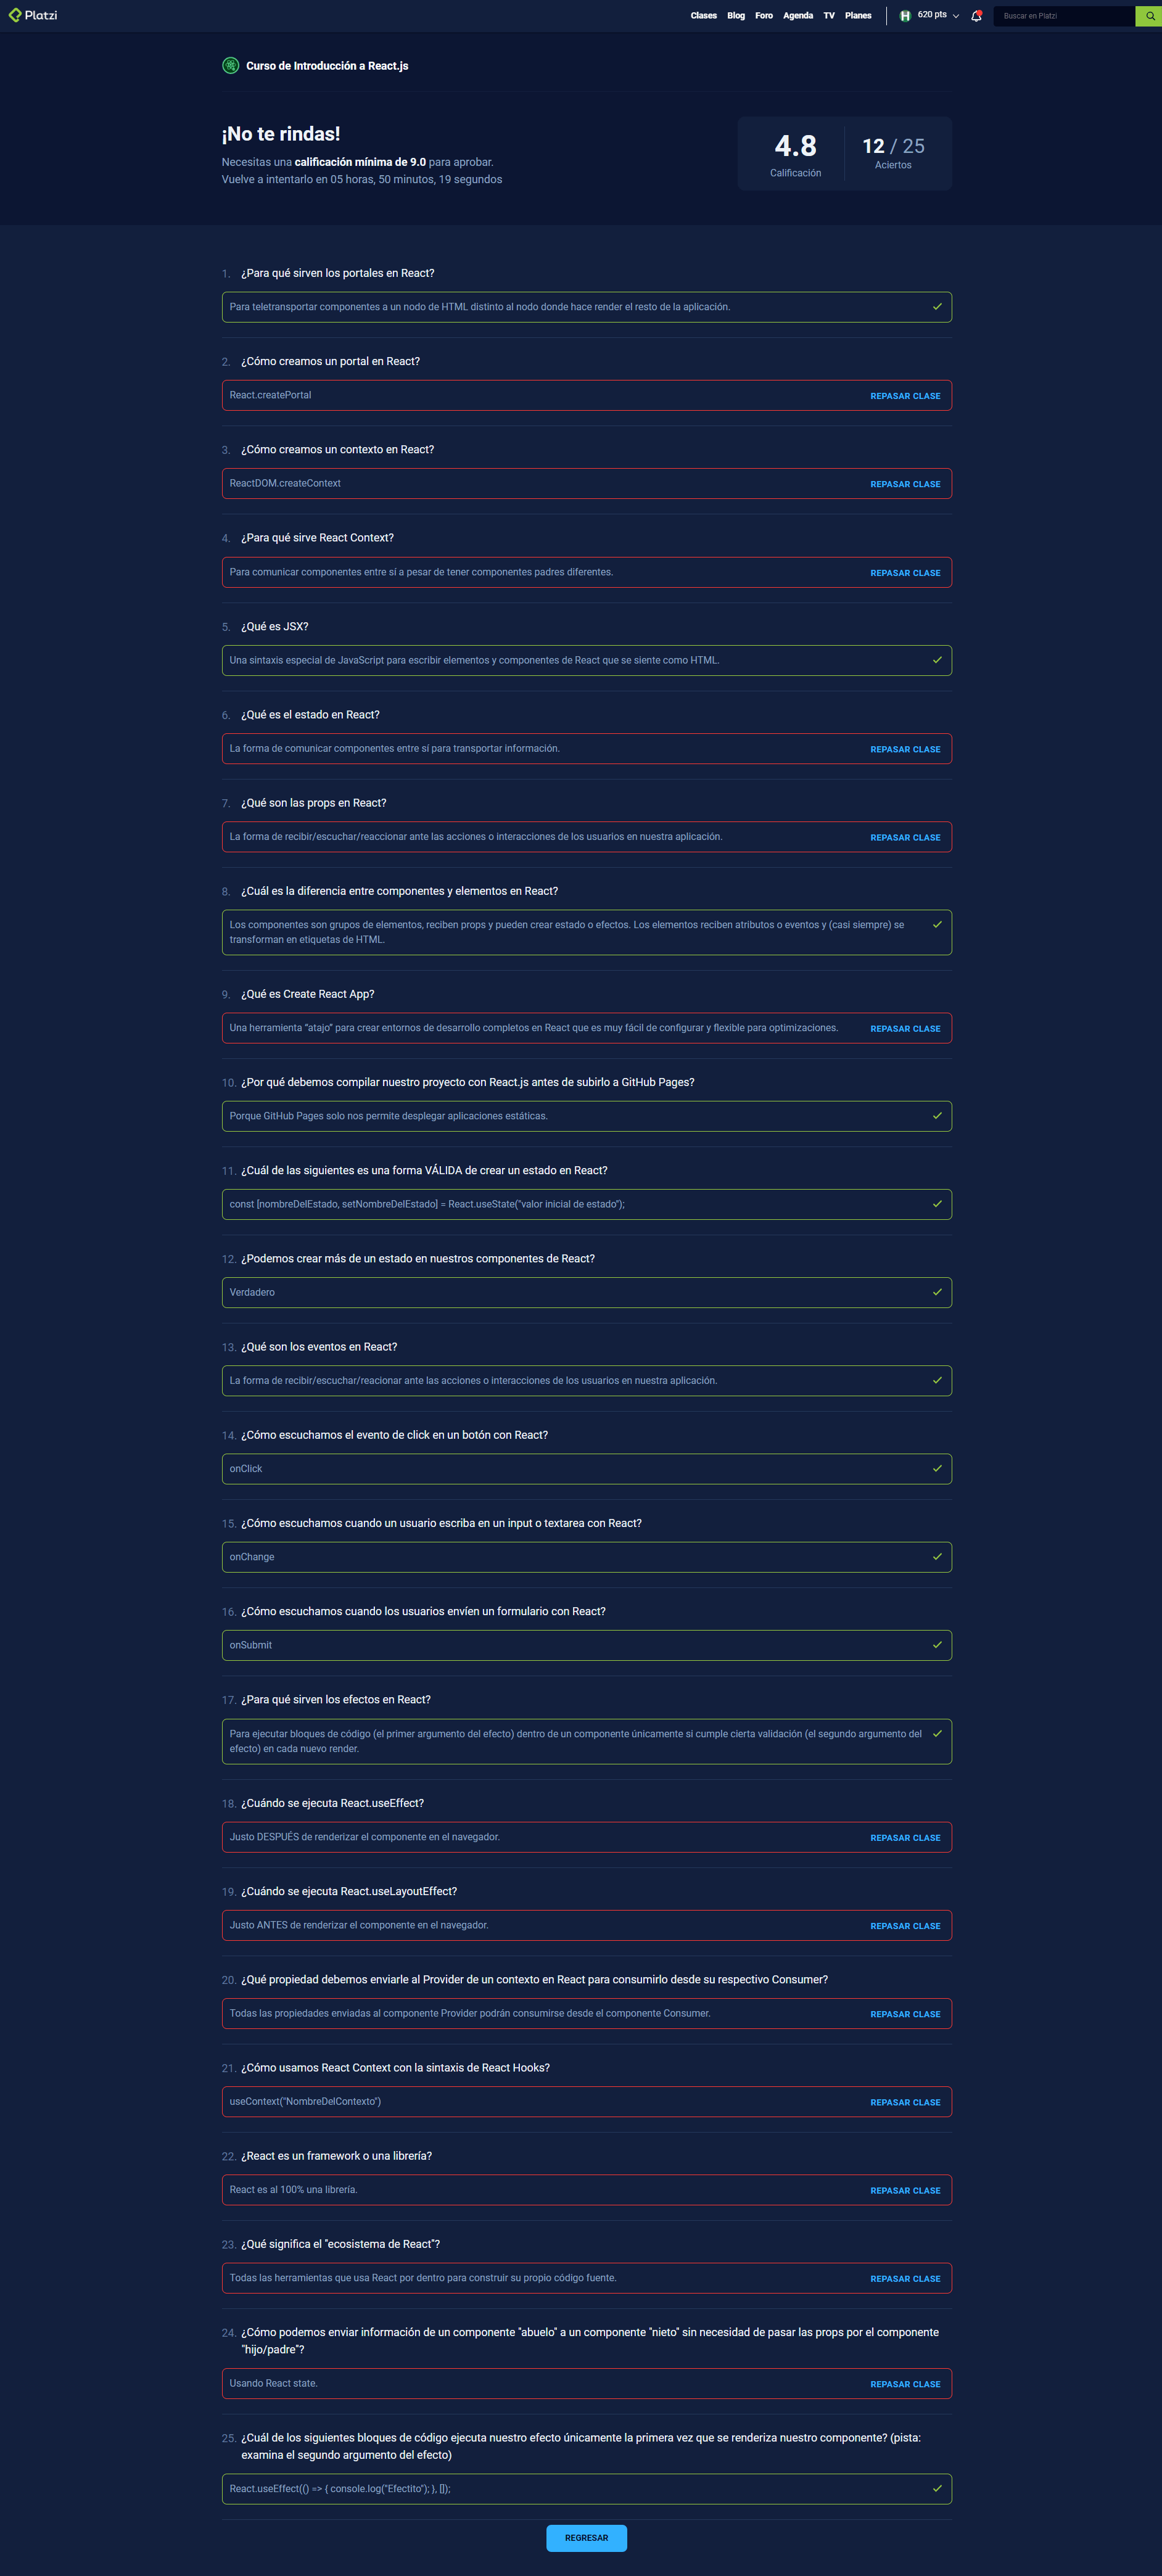 Platzi
Clases Blog Foro Agenda TV Planes 620 pts Buscar en Platzi
Curso de Introducción a React.js
¡No te rindas!
Necesitas una calificación mínima de 9.0 para aprobar.
Vuelve a intentarlo en 05 horas, 50 minutos, 19 segundos
4.8
Calificación
12 / 25
Aciertos
1. ¿Para qué sirven los portales en React?
Para teletransportar componentes a un nodo de HTML distinto al nodo donde hace render el resto de la aplicación.
2. ¿Cómo creamos un portal en React?
React.createPortal REPASAR CLASE
3. ¿Cómo creamos un contexto en React?
ReactDOM.createContext REPASAR CLASE
4. ¿Para qué sirve React Context?
Para comunicar componentes entre sí a pesar de tener componentes padres diferentes. REPASAR CLASE
5. ¿Qué es JSX?
Una sintaxis especial de JavaScript para escribir elementos y componentes de React que se siente como HTML.
6. ¿Qué es el estado en React?
La forma de comunicar componentes entre sí para transportar información. REPASAR CLASE
7. ¿Qué son las props en React?
La forma de recibir/escuchar/reaccionar ante las acciones o interacciones de los usuarios en nuestra aplicación. REPASAR CLASE
8. ¿Cuál es la diferencia entre componentes y elementos en React?
Los componentes son grupos de elementos, reciben props y pueden crear estado o efectos. Los elementos reciben atributos o eventos y (casi siempre) se
transforman en etiquetas de HTML.
9. ¿Qué es Create React App?
Una herramienta “atajo” para crear entornos de desarrollo completos en React que es muy fácil de configurar y flexible para optimizaciones. REPASAR CLASE
10. ¿Por qué debemos compilar nuestro proyecto con React.js antes de subirlo a GitHub Pages?
Porque GitHub Pages solo nos permite desplegar aplicaciones estáticas.
11. ¿Cuál de las siguientes es una forma VÁLIDA de crear un estado en React?
const [nombreDelEstado, setNombreDelEstado] = React.useState("valor inicial de estado");
12. ¿Podemos crear más de un estado en nuestros componentes de React?
Verdadero
13. ¿Qué son los eventos en React?
La forma de recibir/escuchar/reacionar ante las acciones o interacciones de los usuarios en nuestra aplicación.
14. ¿Cómo escuchamos el evento de click en un botón con React?
onClick
15. ¿Cómo escuchamos cuando un usuario escriba en un input o textarea con React?
onChange
16. ¿Cómo escuchamos cuando los usuarios envíen un formulario con React?
onSubmit
17. ¿Para qué sirven los efectos en React?
Para ejecutar bloques de código (el primer argumento del efecto) dentro de un componente únicamente si cumple cierta validación (el segundo argumento del
efecto) en cada nuevo render.
18. ¿Cuándo se ejecuta React.useEffect?
Justo DESPUÉS de renderizar el componente en el navegador. REPASAR CLASE
19. ¿Cuándo se ejecuta React.useLayoutEffect?
Justo ANTES de renderizar el componente en el navegador. REPASAR CLASE
20. ¿Qué propiedad debemos enviarle al Provider de un contexto en React para consumirlo desde su respectivo Consumer?
Todas las propiedades enviadas al componente Provider podrán consumirse desde el componente Consumer. REPASAR CLASE
21. ¿Cómo usamos React Context con la sintaxis de React Hooks?
useContext("NombreDelContexto") REPASAR CLASE
22. ¿React es un framework o una librería?
React es al 100% una librería. REPASAR CLASE
23. ¿Qué significa el "ecosistema de React"?
Todas las herramientas que usa React por dentro para construir su propio código fuente. REPASAR CLASE
24. ¿Cómo podemos enviar información de un componente "abuelo" a un componente "nieto" sin necesidad de pasar las props por el componente
"hijo/padre"?
Usando React state. REPASAR CLASE
25. ¿Cuál de los siguientes bloques de código ejecuta nuestro efecto únicamente la primera vez que se renderiza nuestro componente? (pista:
examina el segundo argumento del efecto)
React.useEffect(() => { console.log("Efectito"); }, []);
REGRESAR